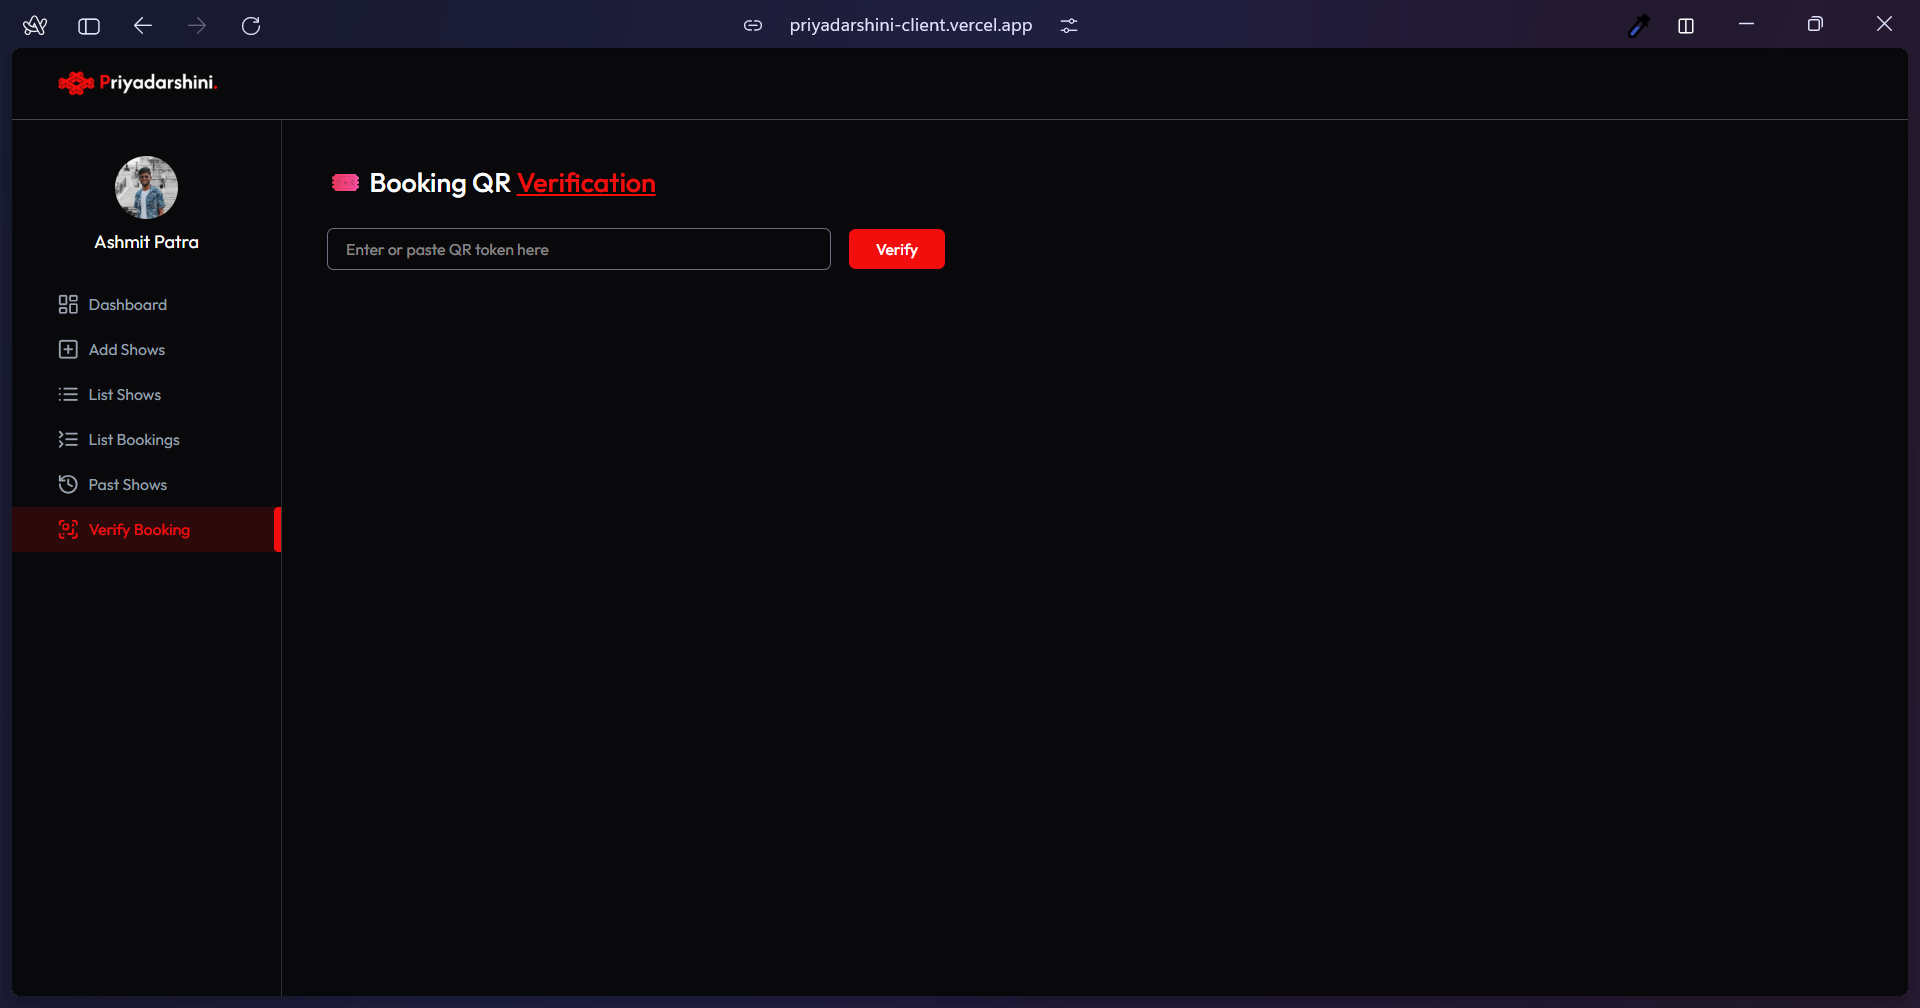 priyadarshini-client.vercel.app
Priyadarshini.
Ashmit Patra
Dashboard
Add Shows
List Shows
List Bookings
Past Shows
Verify Booking
Booking QR Verification
Enter or paste QR token here
Verify